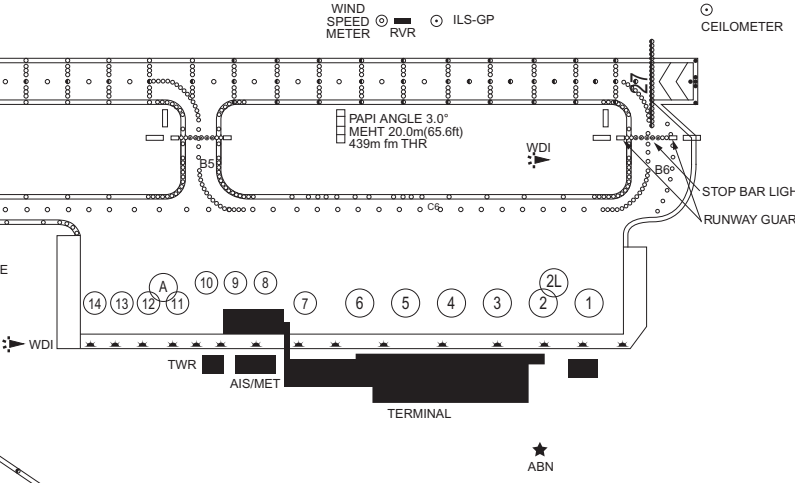 WIND
SPEED
METER
RVR
ILS-GP
CEILOMETER
27
PAPI ANGLE 3.0°
MEHT 20.0m(65.6ft)
439m fm THR
WDI
B5
B6
STOP BAR LIGH
C6
RUNWAY GUAR
E
14
13
12
A
11
10
9
8
7
6
5
4
3
2L
2
1
WDI
TWR
AIS/MET
TERMINAL
ABN